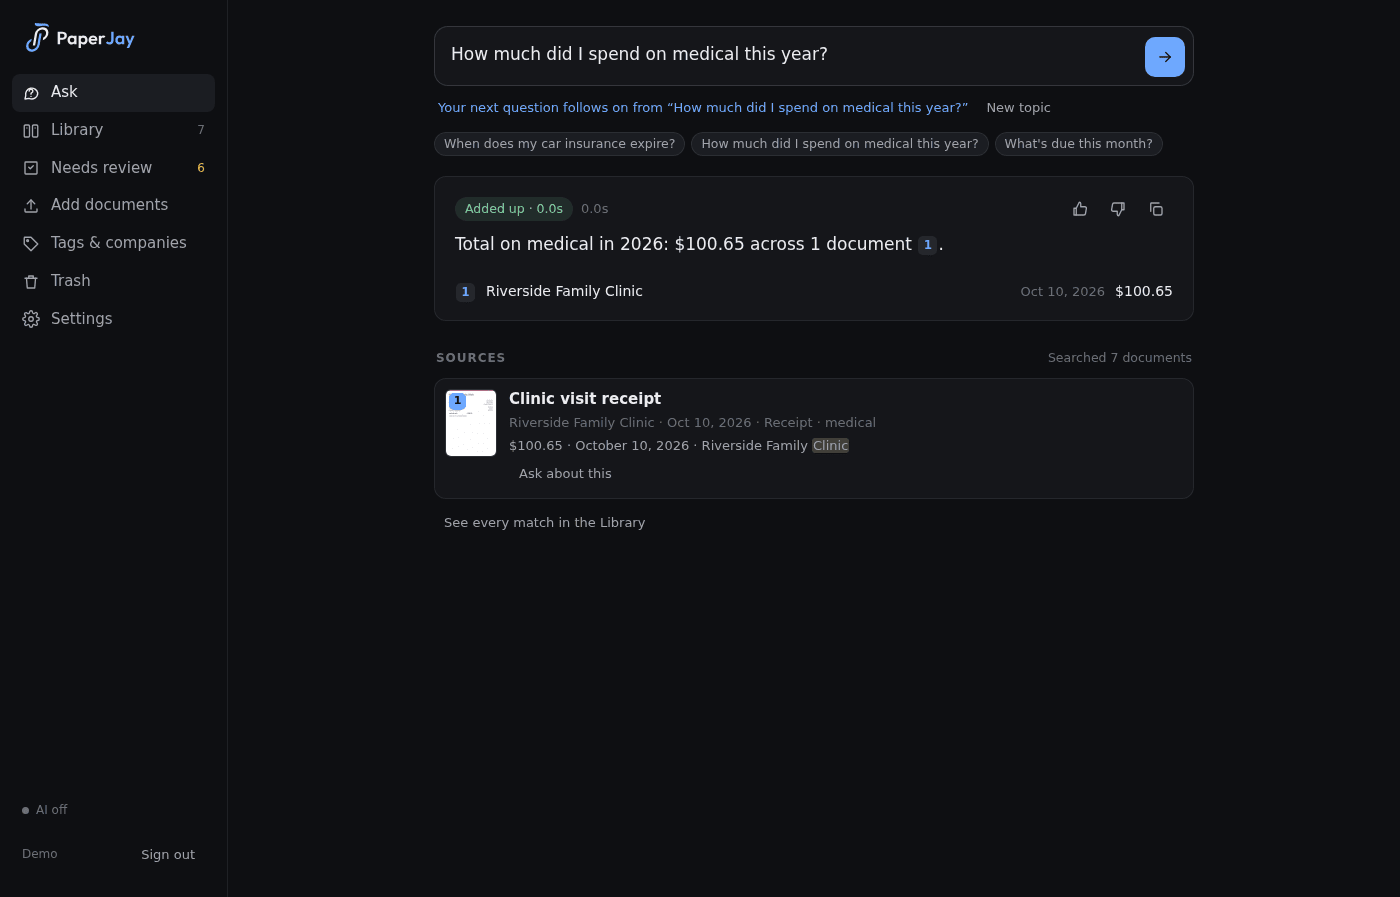 PaperJay
Ask
Library 7
Needs review 6
Add documents
Tags & companies
Trash
Settings
AI off
Demo Sign out
How much did I spend on medical this year?
Your next question follows on from “How much did I spend on medical this year?” New topic
When does my car insurance expire? How much did I spend on medical this year? What's due this month?
Added up · 0.0s 0.0s
Total on medical in 2026: $100.65 across 1 document 1.
1 Riverside Family Clinic Oct 10, 2026 $100.65
SOURCES Searched 7 documents
1
Clinic visit receipt
Riverside Family Clinic · Oct 10, 2026 · Receipt · medical
$100.65 · October 10, 2026 · Riverside Family Clinic
Ask about this
See every match in the Library